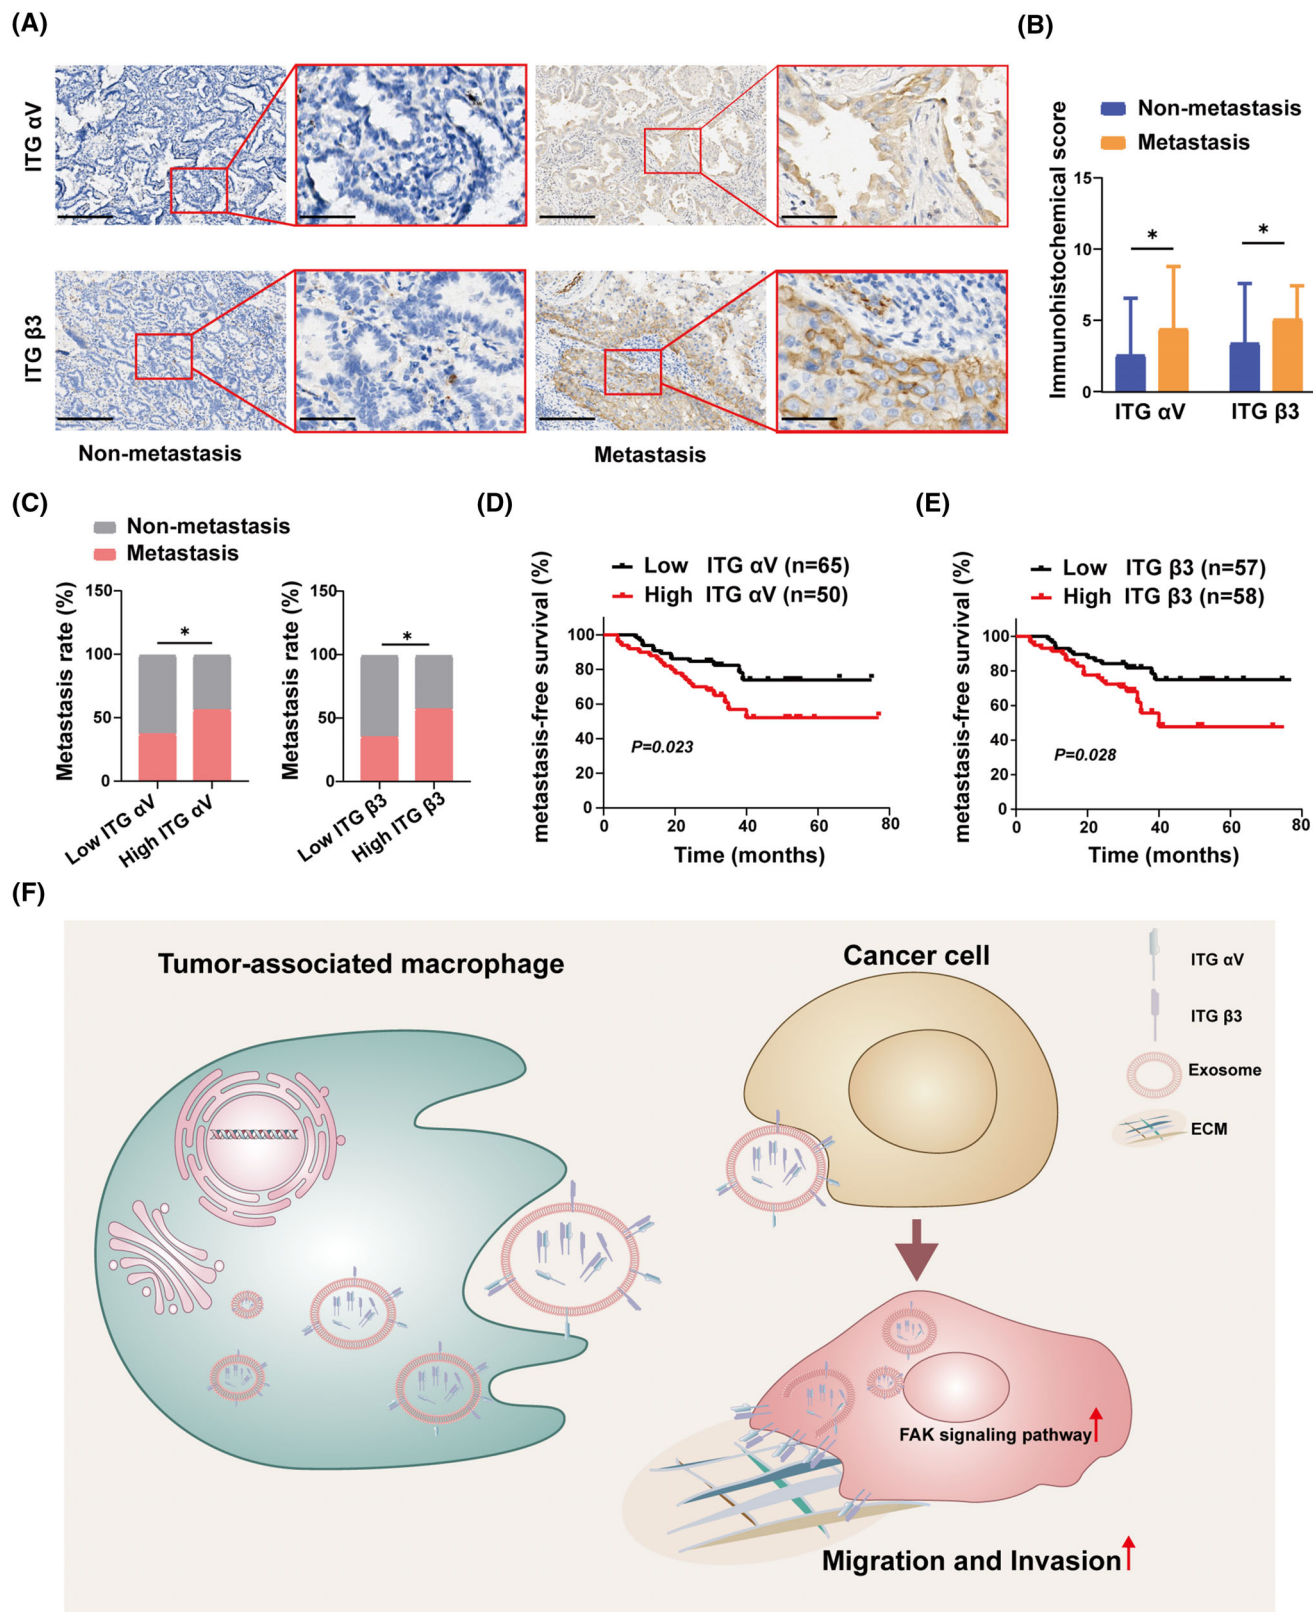 (A)
ITG αV
ITG β3
Non-metastasis
Metastasis
(B)
Non-metastasis
Metastasis
Immunohistochemical score
15
10
5
0
*
*
ITG αV
ITG β3
(C)
Non-metastasis
Metastasis
Metastasis rate (%)
150
100
50
0
*
Low ITG αV
High ITG αV
Metastasis rate (%)
150
100
50
0
*
Low ITG β3
High ITG β3
(D)
Low ITG αV (n=65)
High ITG αV (n=50)
metastasis-free survival (%)
100
80
60
40
20
0
P=0.023
0 20 40 60 80
Time (months)
(E)
Low ITG β3 (n=57)
High ITG β3 (n=58)
metastasis-free survival (%)
100
80
60
40
20
0
P=0.028
0 20 40 60 80
Time (months)
(F)
Tumor-associated macrophage
Cancer cell
ITG αV
ITG β3
Exosome
ECM
FAK signaling pathway
Migration and Invasion